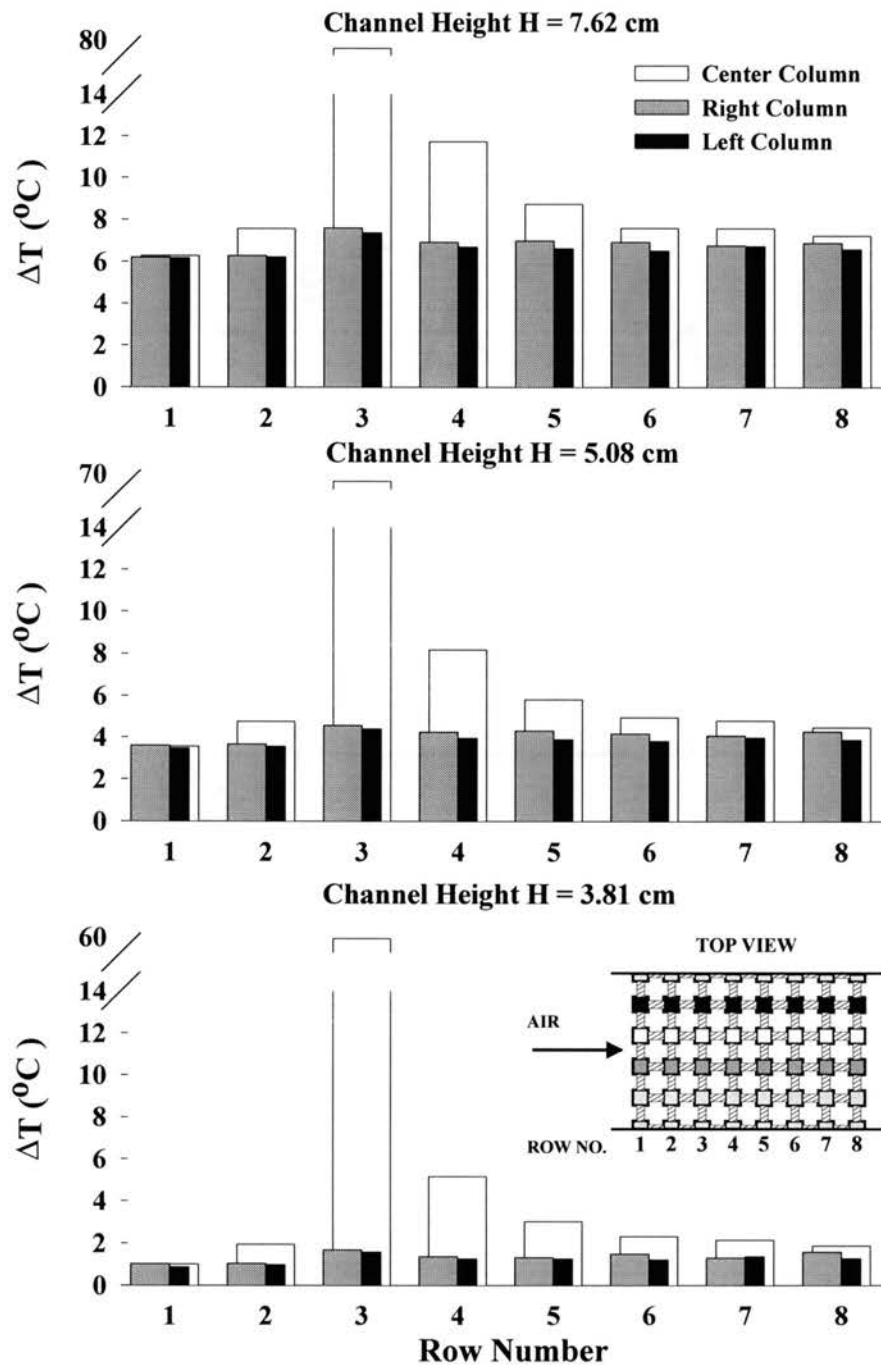 Channel Height H = 7.62 cm
80
14
12
10
8
6
4
2
0
ΔT (⁰C )
Center Column
Right Column
Left Column
1 2 3 4 5 6 7 8
Channel Height H = 5.08 cm
70
14
12
10
8
6
4
2
0
ΔT (⁰C )
1 2 3 4 5 6 7 8
Channel Height H = 3.81 cm
60
14
12
10
8
6
4
2
0
ΔT (⁰C )
TOP VIEW
AIR
ROW NO. 1 2 3 4 5 6 7 8
1 2 3 4 5 6 7 8
Row Number